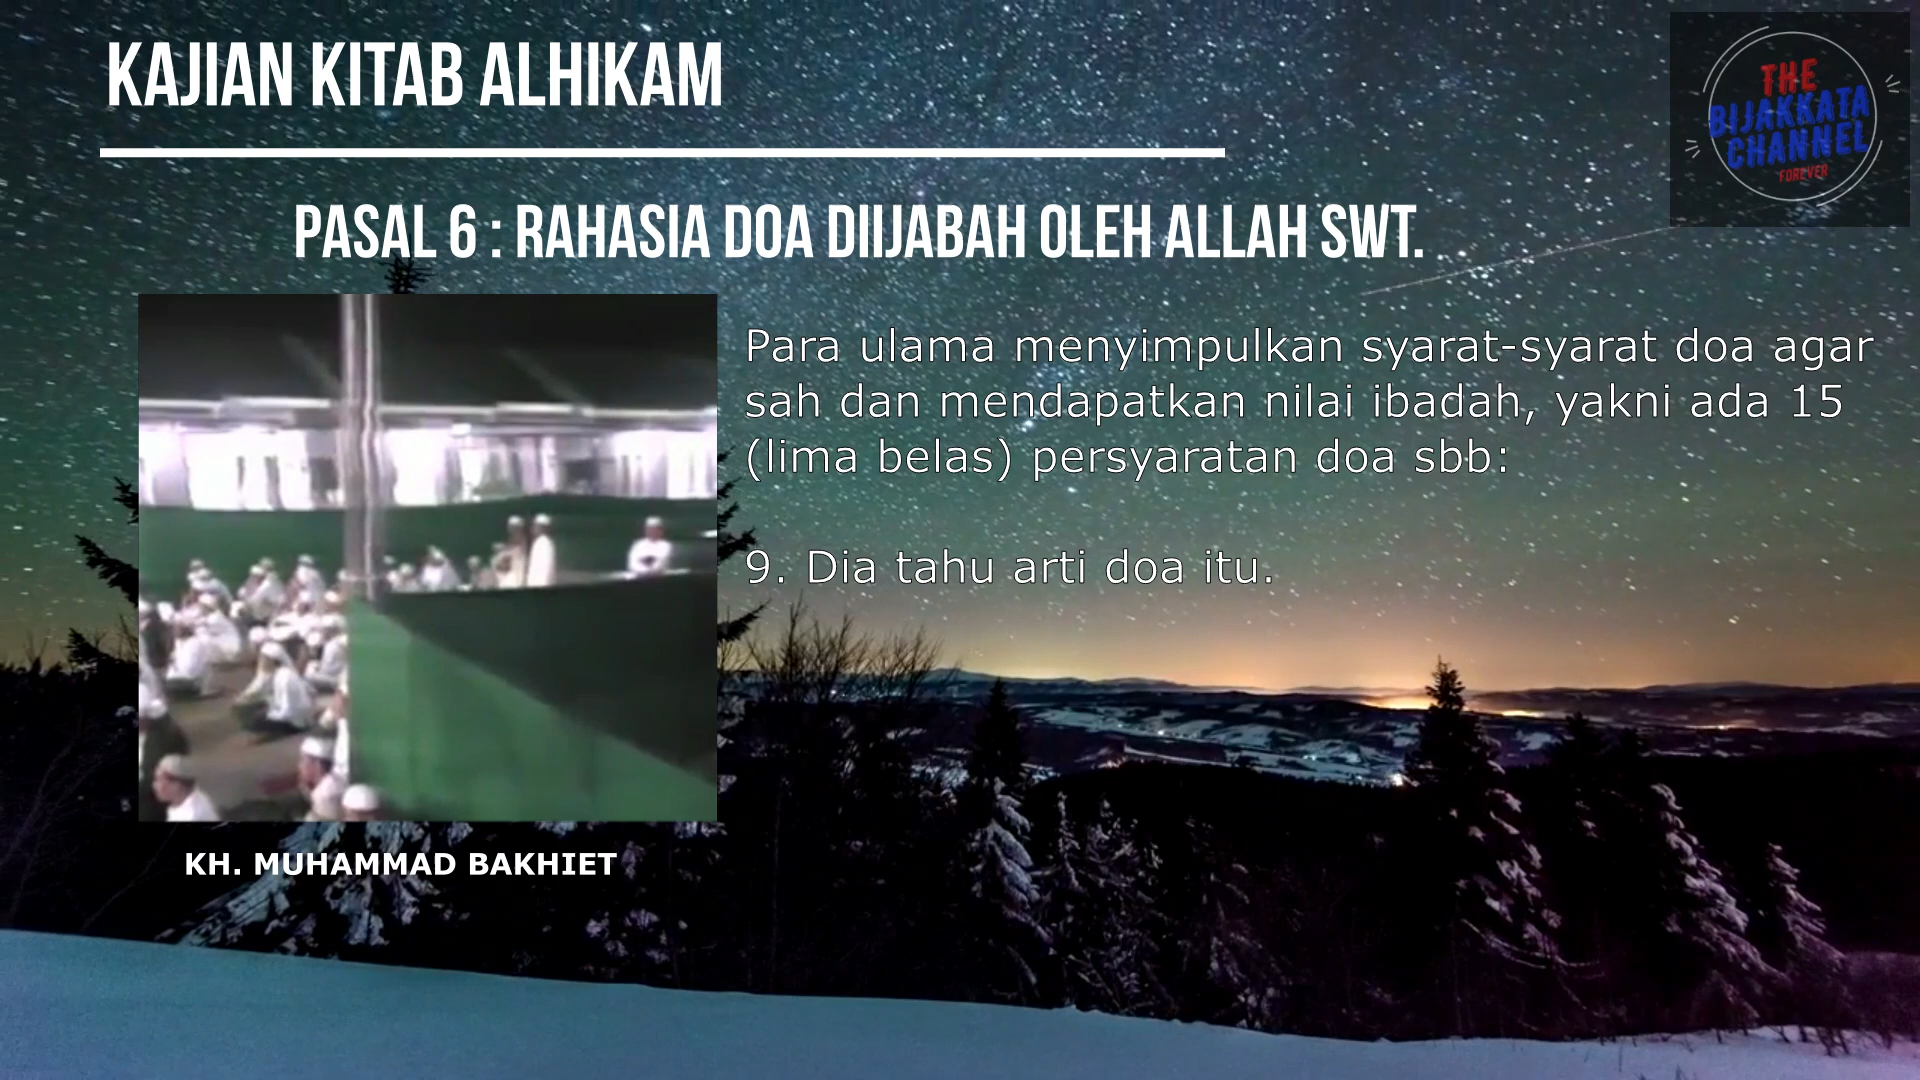 KAJIAN KITAB ALHIKAM
THE
BIJAKKATA
CHANNEL
FOREVER
PASAL 6 : RAHASIA DOA DIIJABAH OLEH ALLAH SWT.
Para ulama menyimpulkan syarat-syarat doa agar
sah dan mendapatkan nilai ibadah, yakni ada 15
(lima belas) persyaratan doa sbb:
9. Dia tahu arti doa itu.
KH. MUHAMMAD BAKHIET